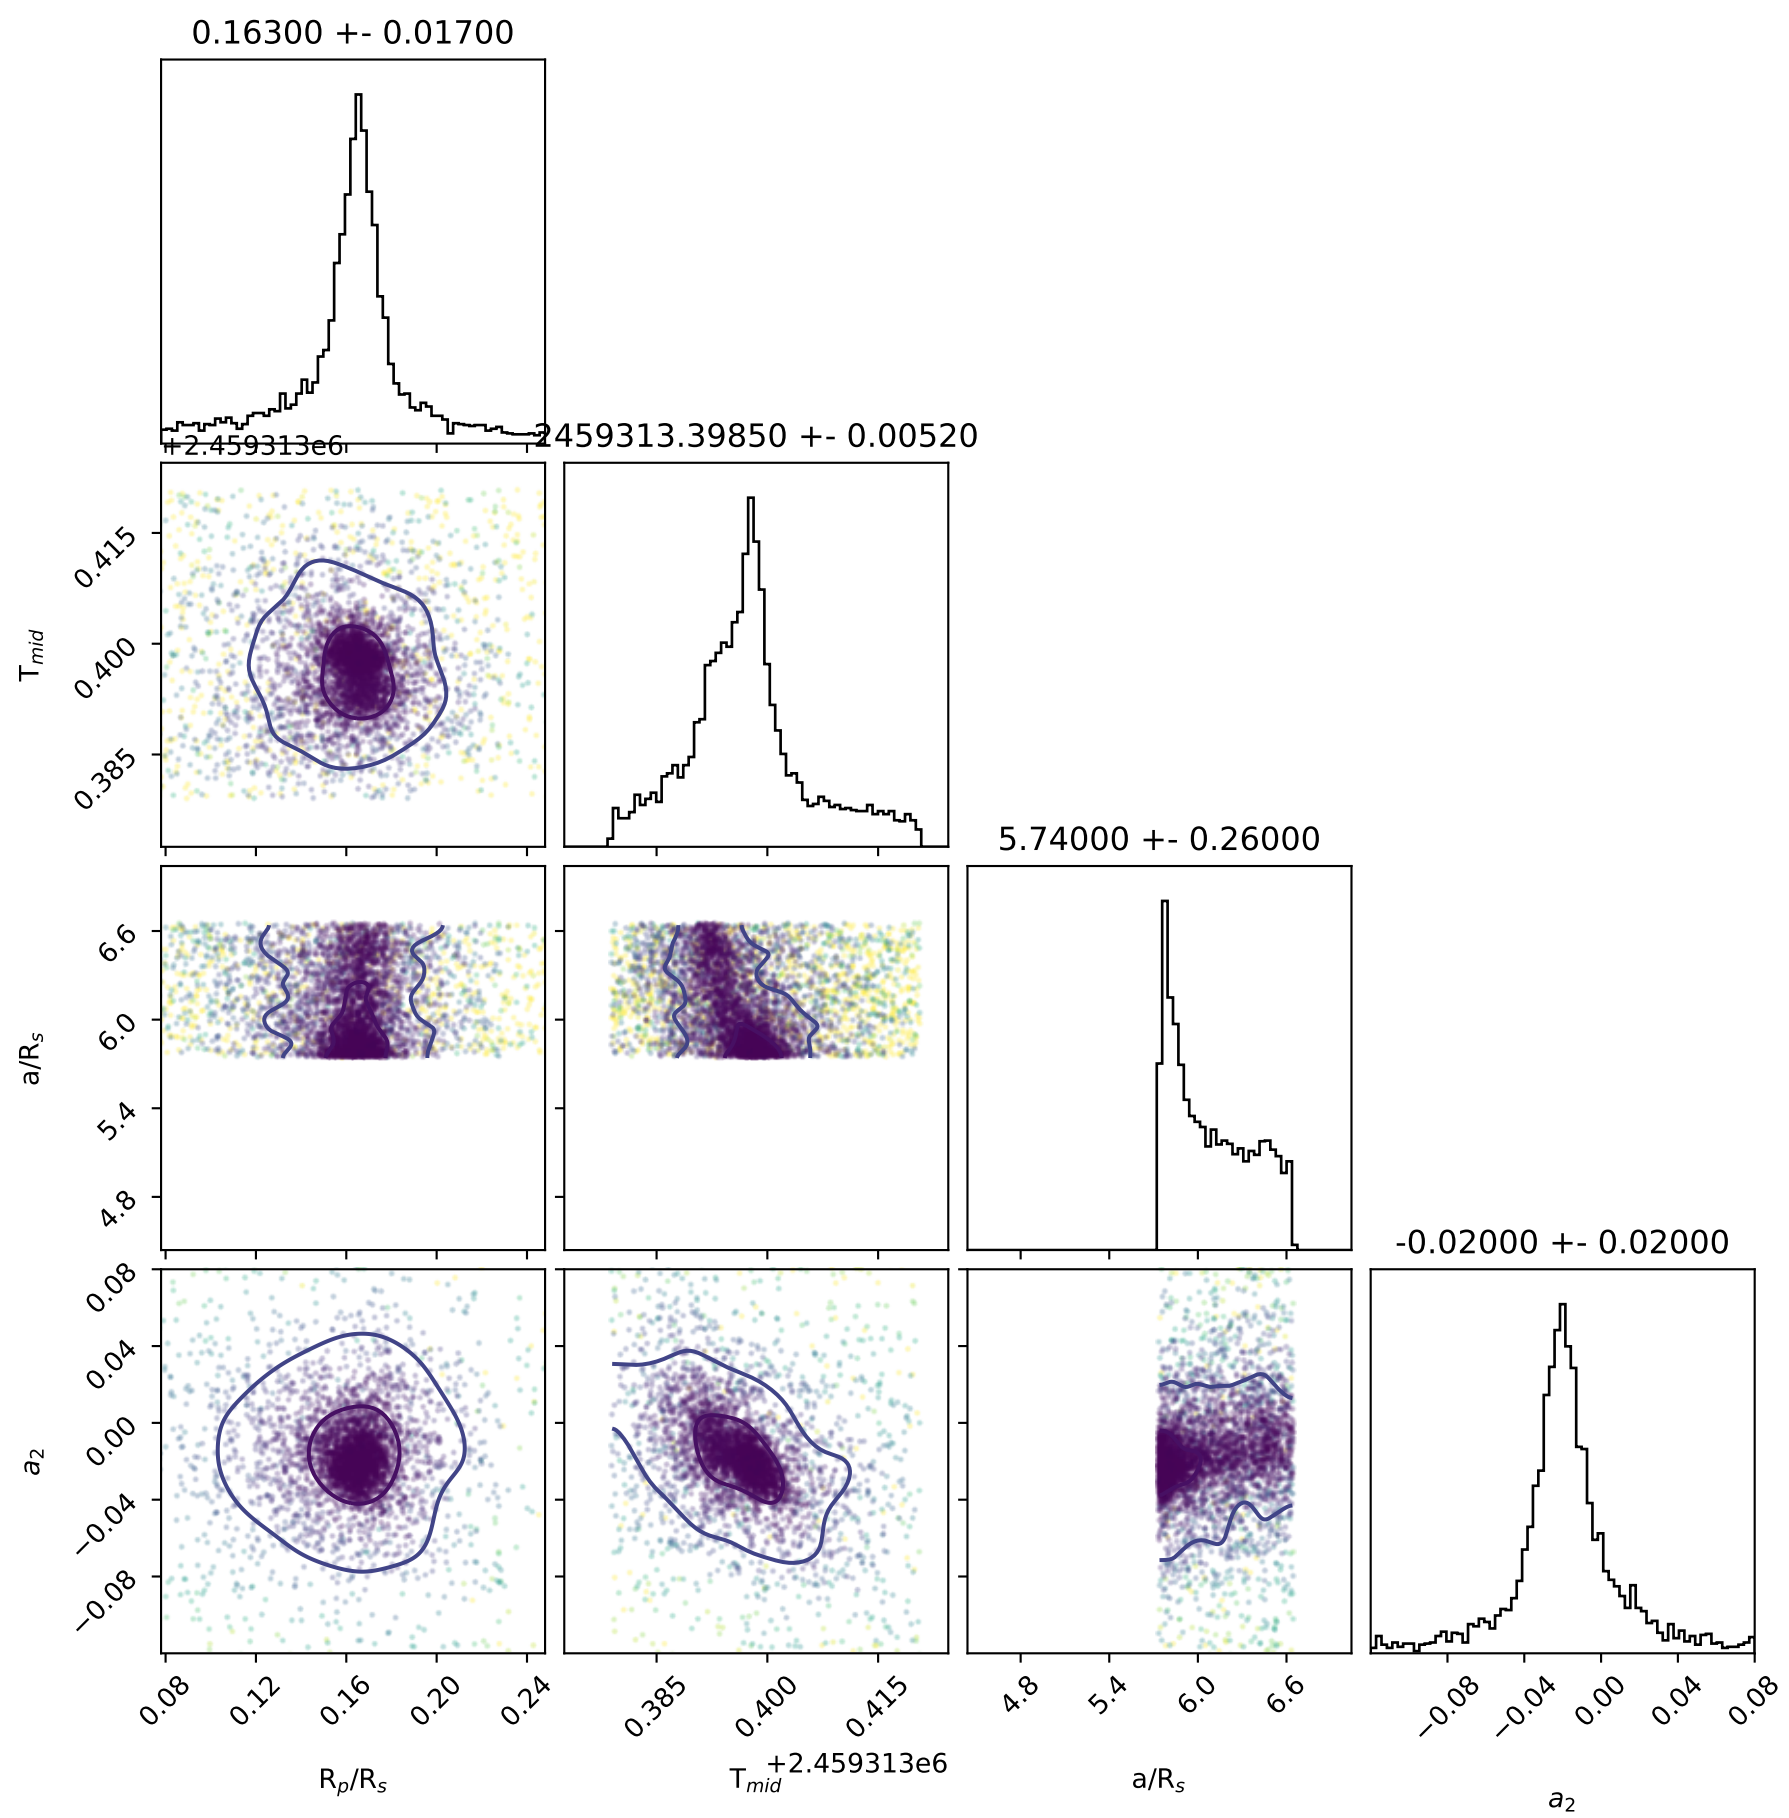 0.16300 +- 0.01700
+2.459313e6
2459313.39850 +- 0.00520
0.415
0.400
0.385
T_mid
5.74000 +- 0.26000
6.6
6.0
5.4
4.8
a/R_s
-0.02000 +- 0.02000
0.08
0.04
0.00
−0.04
−0.08
a_2
0.08 0.12 0.16 0.20 0.24
0.385 0.400 0.415
4.8 5.4 6.0 6.6
−0.08 −0.04 0.00 0.04 0.08
+2.459313e6
R_p/R_s
T_mid
a/R_s
a_2